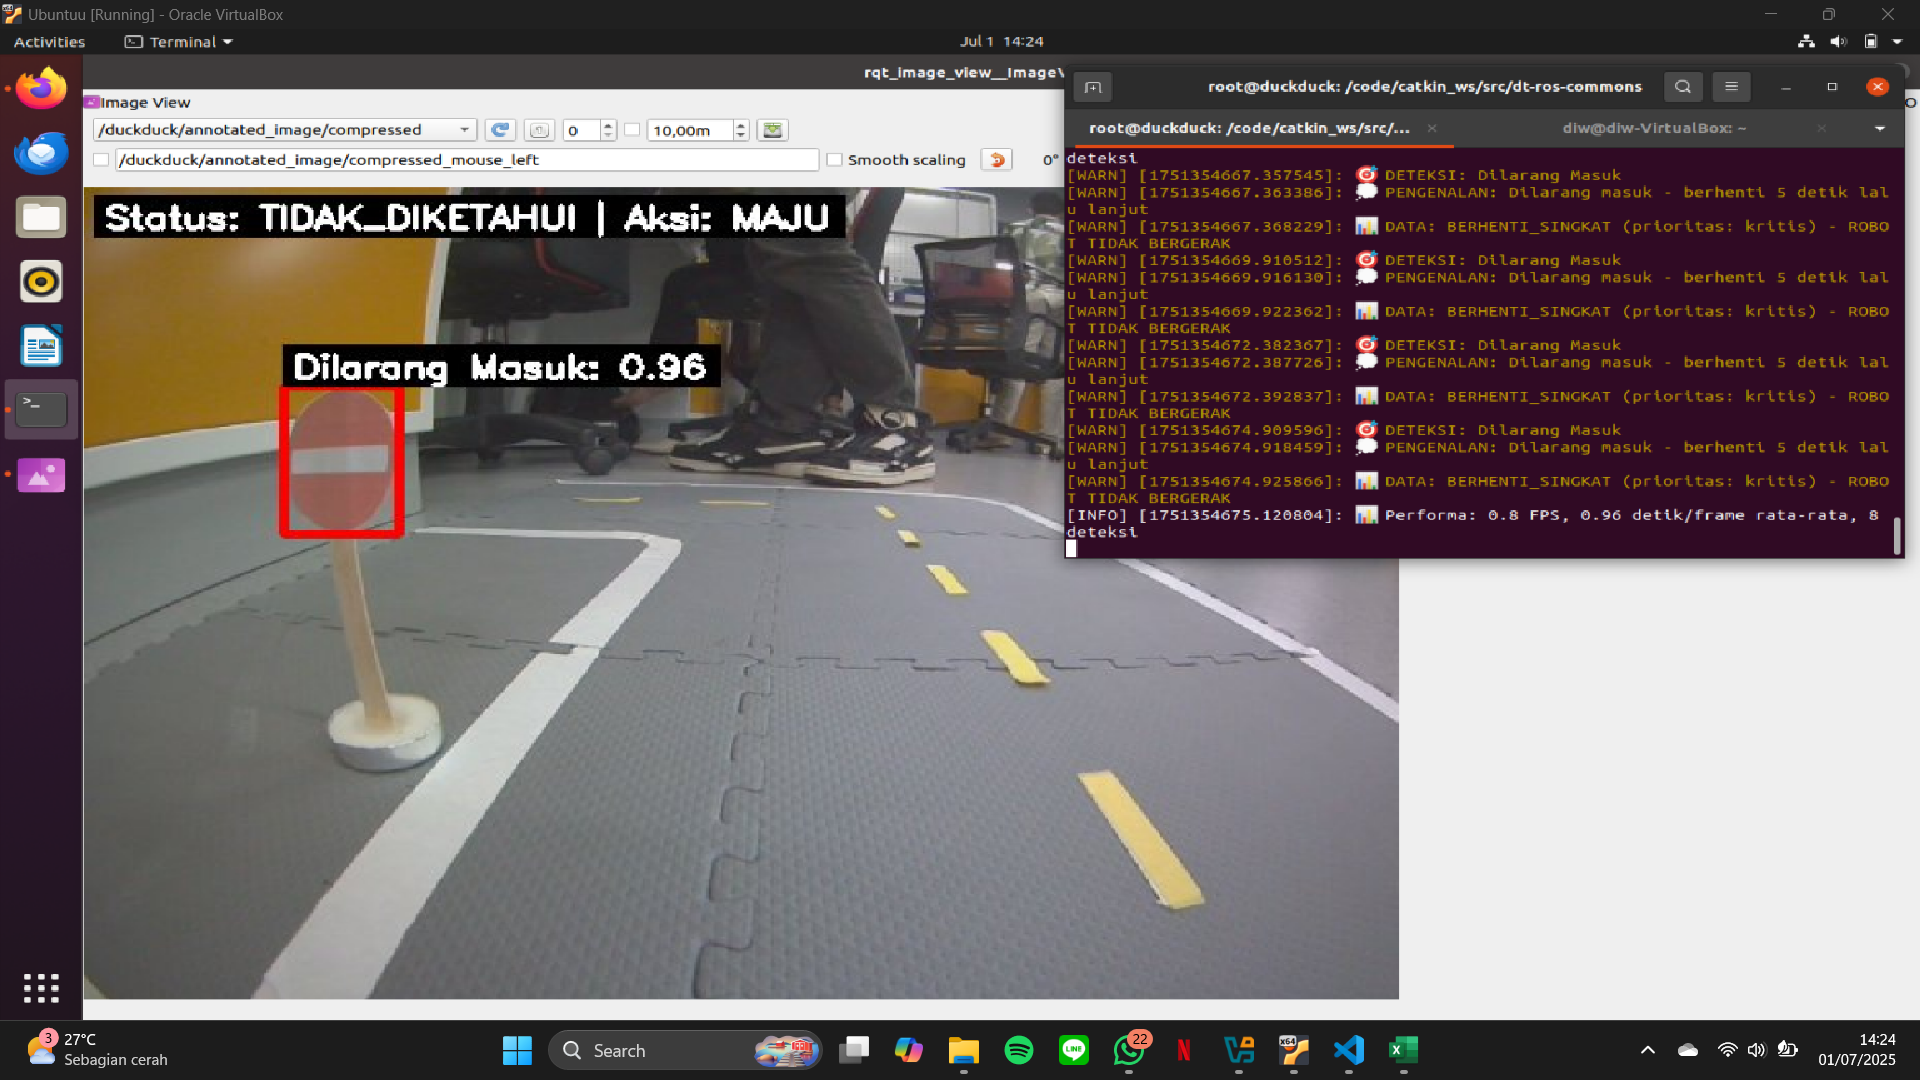 Ubuntuu [Running] - Oracle VirtualBox
Activities
Terminal
Jul 1 14:24
rqt_image_view__ImageV
Image View
/duckduck/annotated_image/compressed
0
10,00m
/duckduck/annotated_image/compressed_mouse_left
Smooth scaling
0°
Status: TIDAK_DIKETAHUI | Aksi: MAJU
Dilarang Masuk: 0.96
root@duckduck: /code/catkin_ws/src/dt-ros-commons
root@duckduck: /code/catkin_ws/src/...
diw@diw-VirtualBox: ~
deteksi
[WARN] [1751354667.357545]: 🎯 DETEKSI: Dilarang Masuk
[WARN] [1751354667.363386]: 💭 PENGENALAN: Dilarang masuk - berhenti 5 detik lal
u lanjut
[WARN] [1751354667.368229]: 📊 DATA: BERHENTI_SINGKAT (prioritas: kritis) - ROBO
T TIDAK BERGERAK
[WARN] [1751354669.910512]: 🎯 DETEKSI: Dilarang Masuk
[WARN] [1751354669.916130]: 💭 PENGENALAN: Dilarang masuk - berhenti 5 detik lal
u lanjut
[WARN] [1751354669.922362]: 📊 DATA: BERHENTI_SINGKAT (prioritas: kritis) - ROBO
T TIDAK BERGERAK
[WARN] [1751354672.382367]: 🎯 DETEKSI: Dilarang Masuk
[WARN] [1751354672.387726]: 💭 PENGENALAN: Dilarang masuk - berhenti 5 detik lal
u lanjut
[WARN] [1751354672.392837]: 📊 DATA: BERHENTI_SINGKAT (prioritas: kritis) - ROBO
T TIDAK BERGERAK
[WARN] [1751354674.909596]: 🎯 DETEKSI: Dilarang Masuk
[WARN] [1751354674.918459]: 💭 PENGENALAN: Dilarang masuk - berhenti 5 detik lal
u lanjut
[WARN] [1751354674.925866]: 📊 DATA: BERHENTI_SINGKAT (prioritas: kritis) - ROBO
T TIDAK BERGERAK
[INFO] [1751354675.120804]: 📊 Performa: 0.8 FPS, 0.96 detik/frame rata-rata, 8
deteksi
3
27°C
Sebagian cerah
Search
LINE
22
14:24
01/07/2025